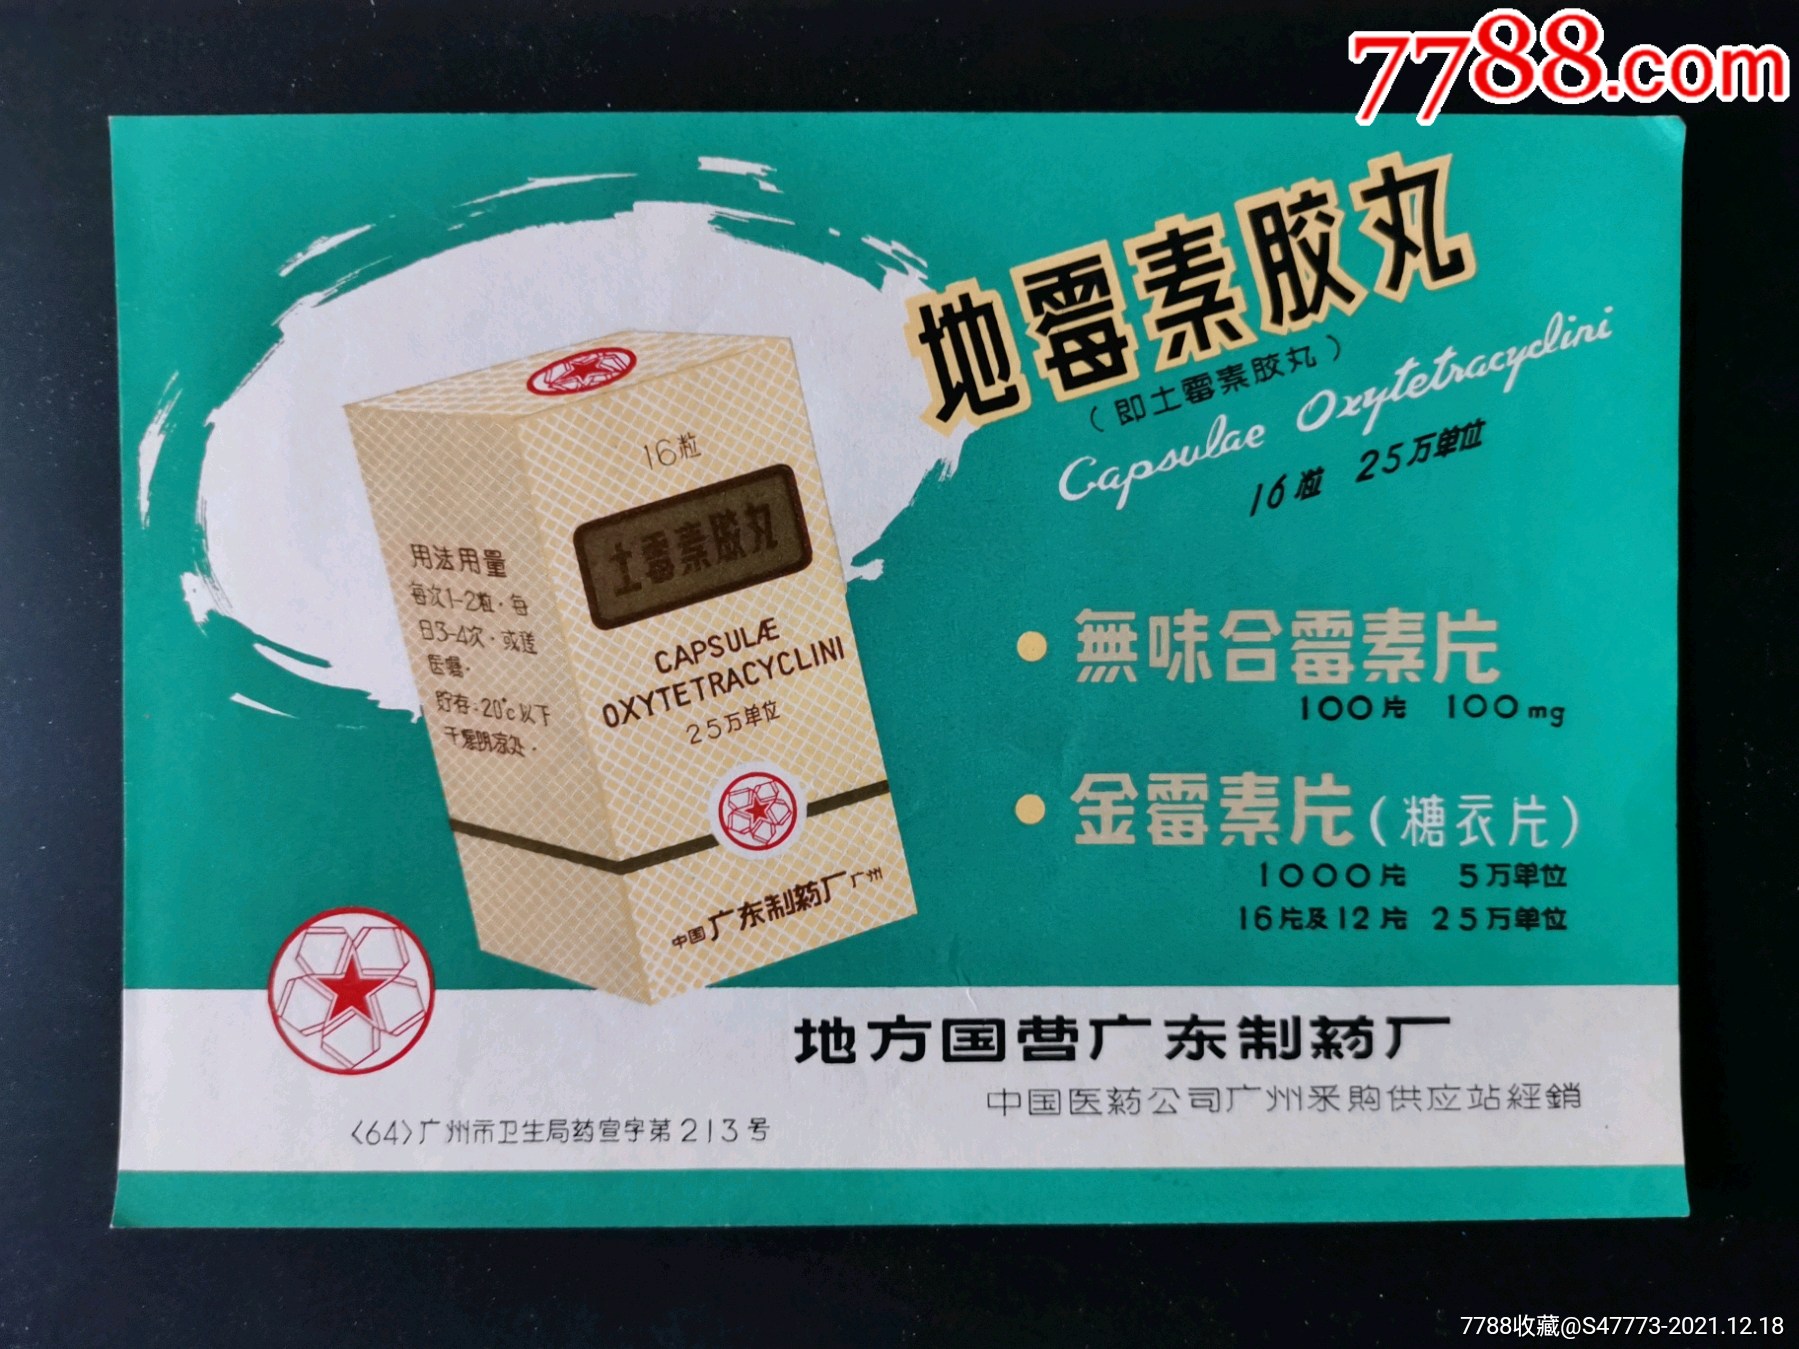 7788.com
地霉素胶丸
（即土霉素胶丸）
Capsulae Oxytetracyclini
16粒 25万单位
16粒
土霉素胶丸
CAPSULÆ
OXYTETRACYCLINI
25万单位
中国广东制药厂广州
用法用量
每次1-2粒·每
日3-4次·或遵
医嘱·
贮存:20°c以下
干燥阴凉处·
●無味合霉素片
100片 100mg
●金霉素片(糖衣片)
1000片 5万单位
16片及12片 25万单位
地方国营广东制药厂
中国医药公司广州采购供应站經銷
〈64〉广州市卫生局药宣字第213号
7788收藏@S47773-2021.12.18